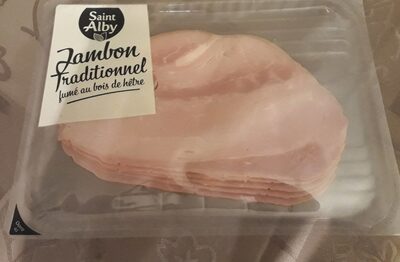 Saint
Alby
Jambon
Traditionnel
fumé au bois de hêtre